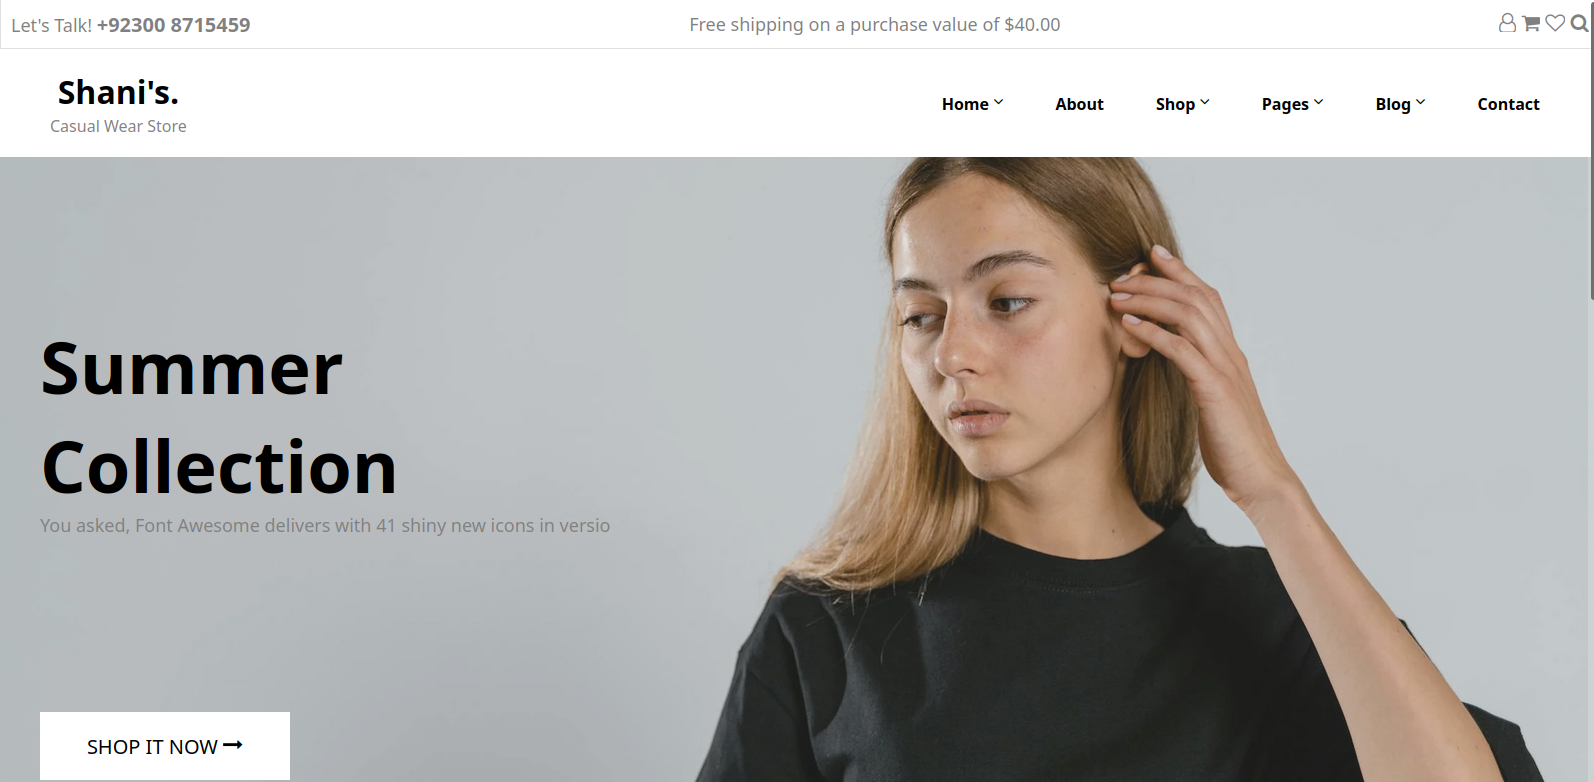 Let's Talk! +92300 8715459
Free shipping on a purchase value of $40.00
Shani's.
Casual Wear Store
Home
About
Shop
Pages
Blog
Contact
Summer
Collection
You asked, Font Awesome delivers with 41 shiny new icons in versio
SHOP IT NOW